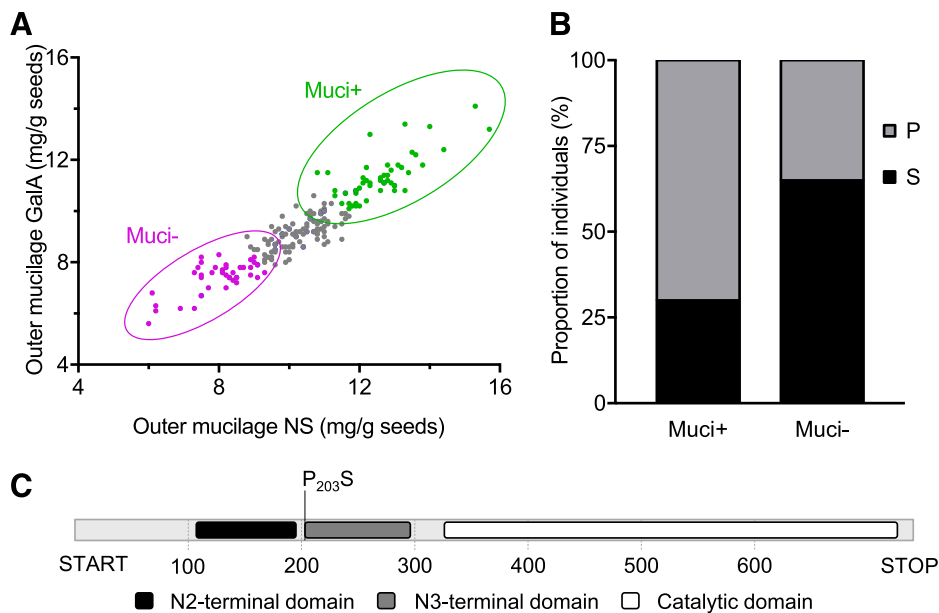 A
Outer mucilage GalA (mg/g seeds)
16
12
8
4
Muci+
Muci-
4
8
12
16
Outer mucilage NS (mg/g seeds)
B
Proportion of individuals (%)
100
75
50
25
0
P
S
Muci+
Muci-
C
P₂₀₃S
START
100
200
300
400
500
600
STOP
N2-terminal domain
N3-terminal domain
Catalytic domain